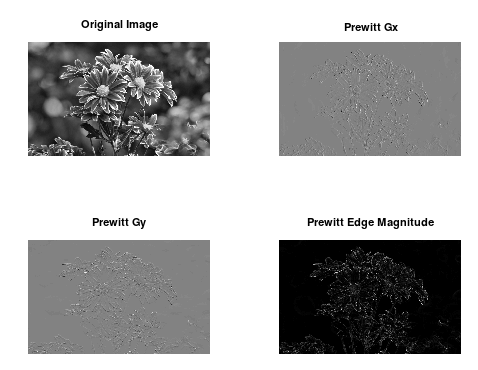 Original Image
Prewitt Gx
Prewitt Gy
Prewitt Edge Magnitude